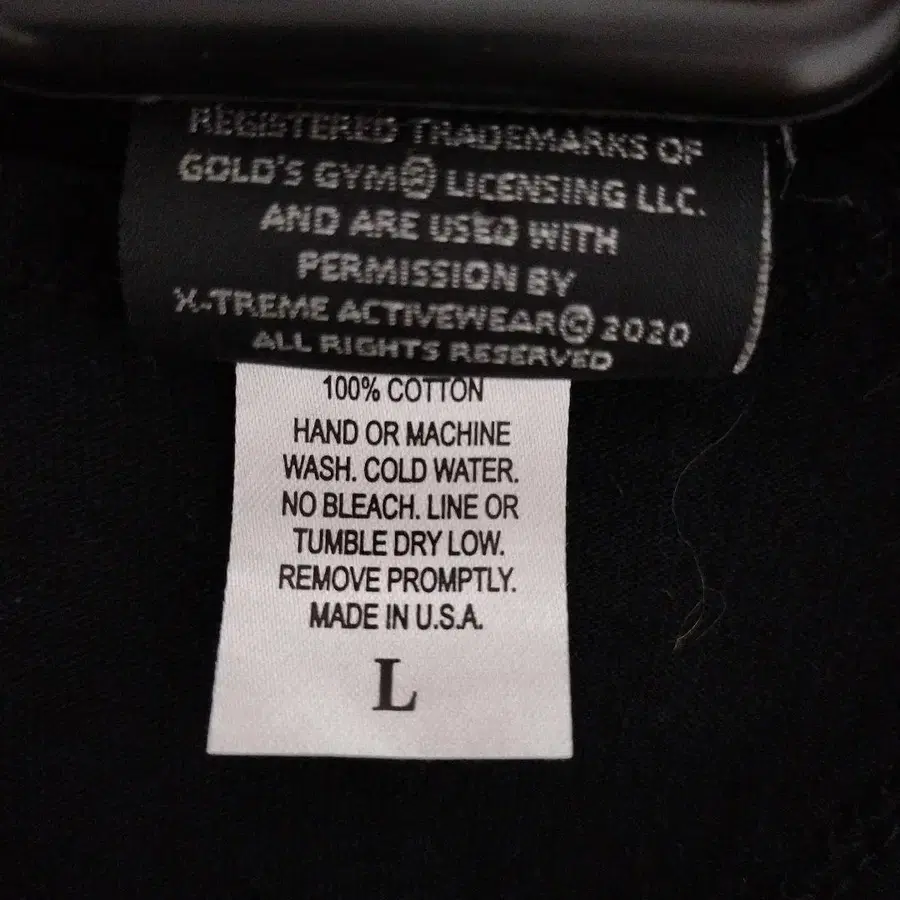 REGISTERED TRADEMARKS OF
GOLD'S GYM® LICENSING LLC.
AND ARE USED WITH
PERMISSION BY
X-TREME ACTIVEWEAR© 2020
ALL RIGHTS RESERVED
100% COTTON
HAND OR MACHINE
WASH. COLD WATER.
NO BLEACH. LINE OR
TUMBLE DRY LOW.
REMOVE PROMPTLY.
MADE IN U.S.A.
L